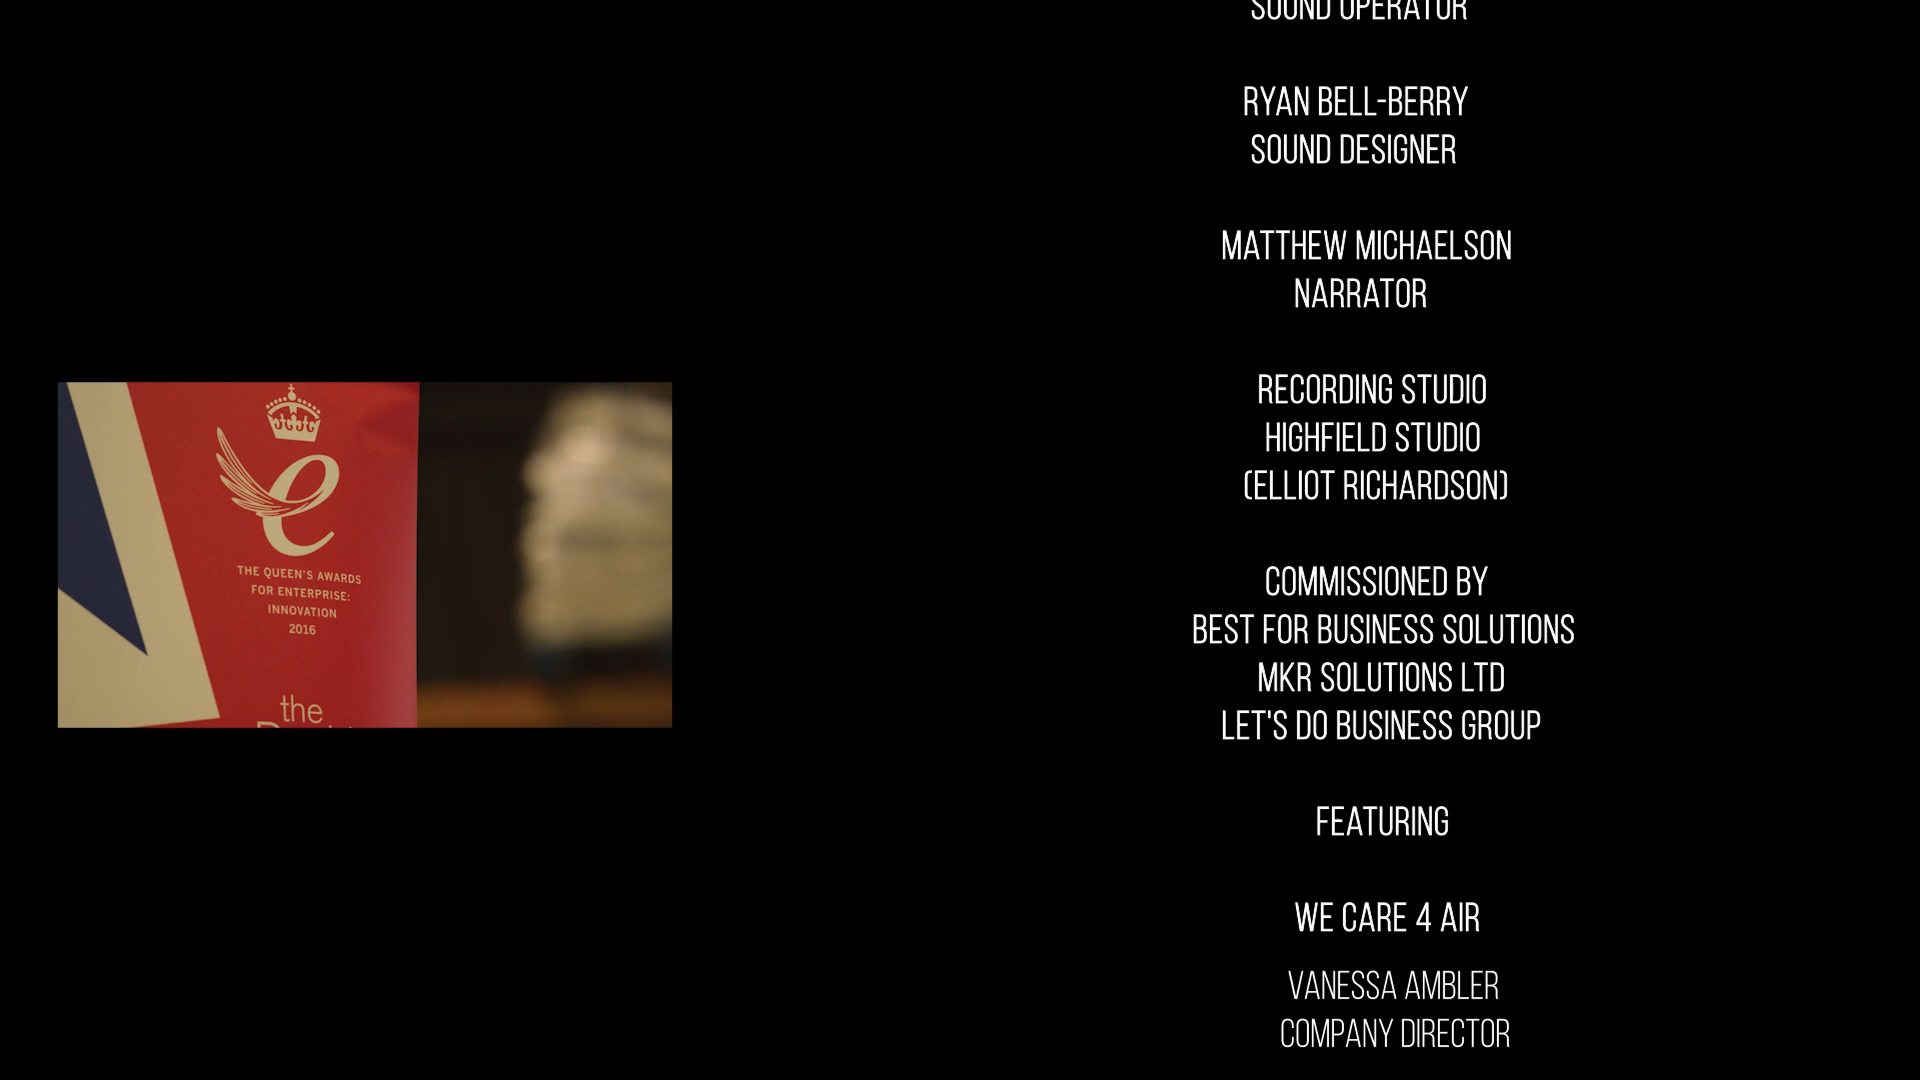 THE QUEEN'S AWARDS
FOR ENTERPRISE:
INNOVATION
2016
the
SOUND OPERATOR
RYAN BELL-BERRY
SOUND DESIGNER
MATTHEW MICHAELSON
NARRATOR
RECORDING STUDIO
HIGHFIELD STUDIO
(ELLIOT RICHARDSON)
COMMISSIONED BY
BEST FOR BUSINESS SOLUTIONS
MKR SOLUTIONS LTD
LET'S DO BUSINESS GROUP
FEATURING
WE CARE 4 AIR
VANESSA AMBLER
COMPANY DIRECTOR